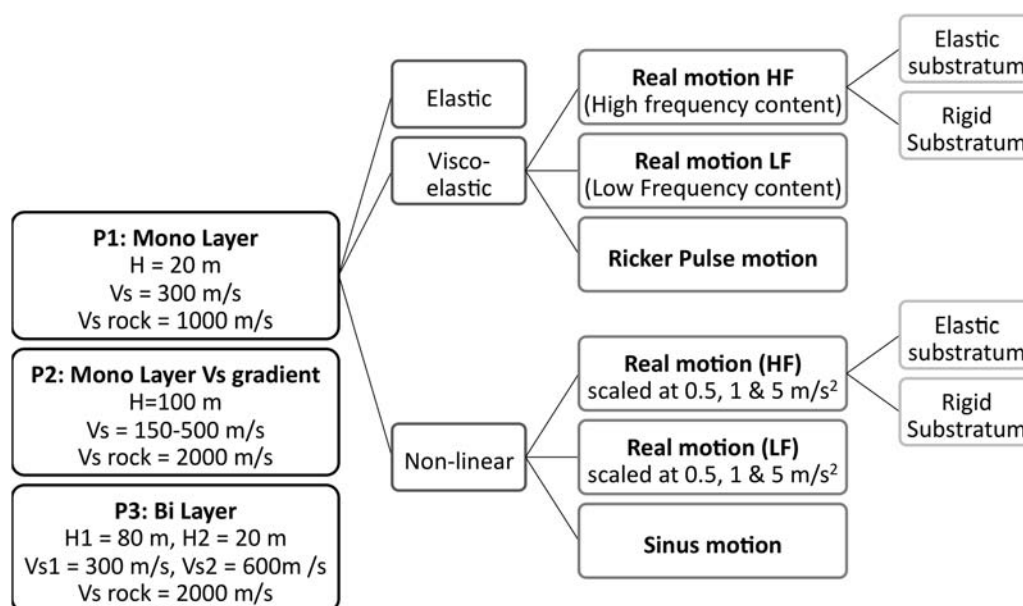 P1: Mono Layer
H = 20 m
Vs = 300 m/s
Vs rock = 1000 m/s
P2: Mono Layer Vs gradient
H=100 m
Vs = 150-500 m/s
Vs rock = 2000 m/s
P3: Bi Layer
H1 = 80 m, H2 = 20 m
Vs1 = 300 m/s, Vs2 = 600m /s
Vs rock = 2000 m/s
Elastic
Visco-
elastic
Non-linear
Real motion HF
(High frequency content)
Real motion LF
(Low Frequency content)
Ricker Pulse motion
Real motion (HF)
scaled at 0.5, 1 & 5 m/s²
Real motion (LF)
scaled at 0.5, 1 & 5 m/s²
Sinus motion
Elastic
substratum
Rigid
Substratum
Elastic
substratum
Rigid
Substratum